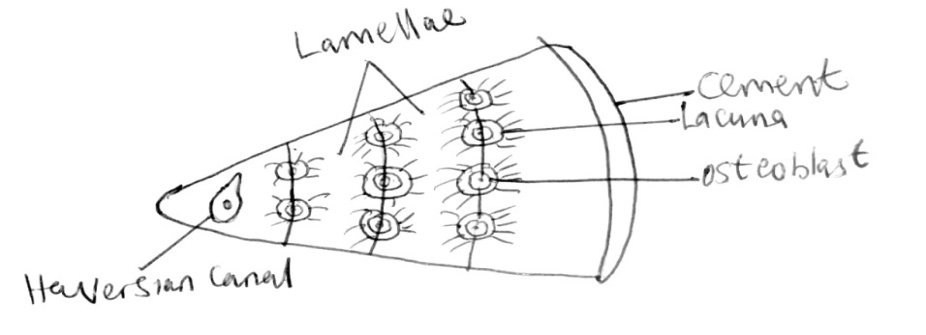 Lamellae
Cement
Lacuna
osteoblast
Haversian Canal